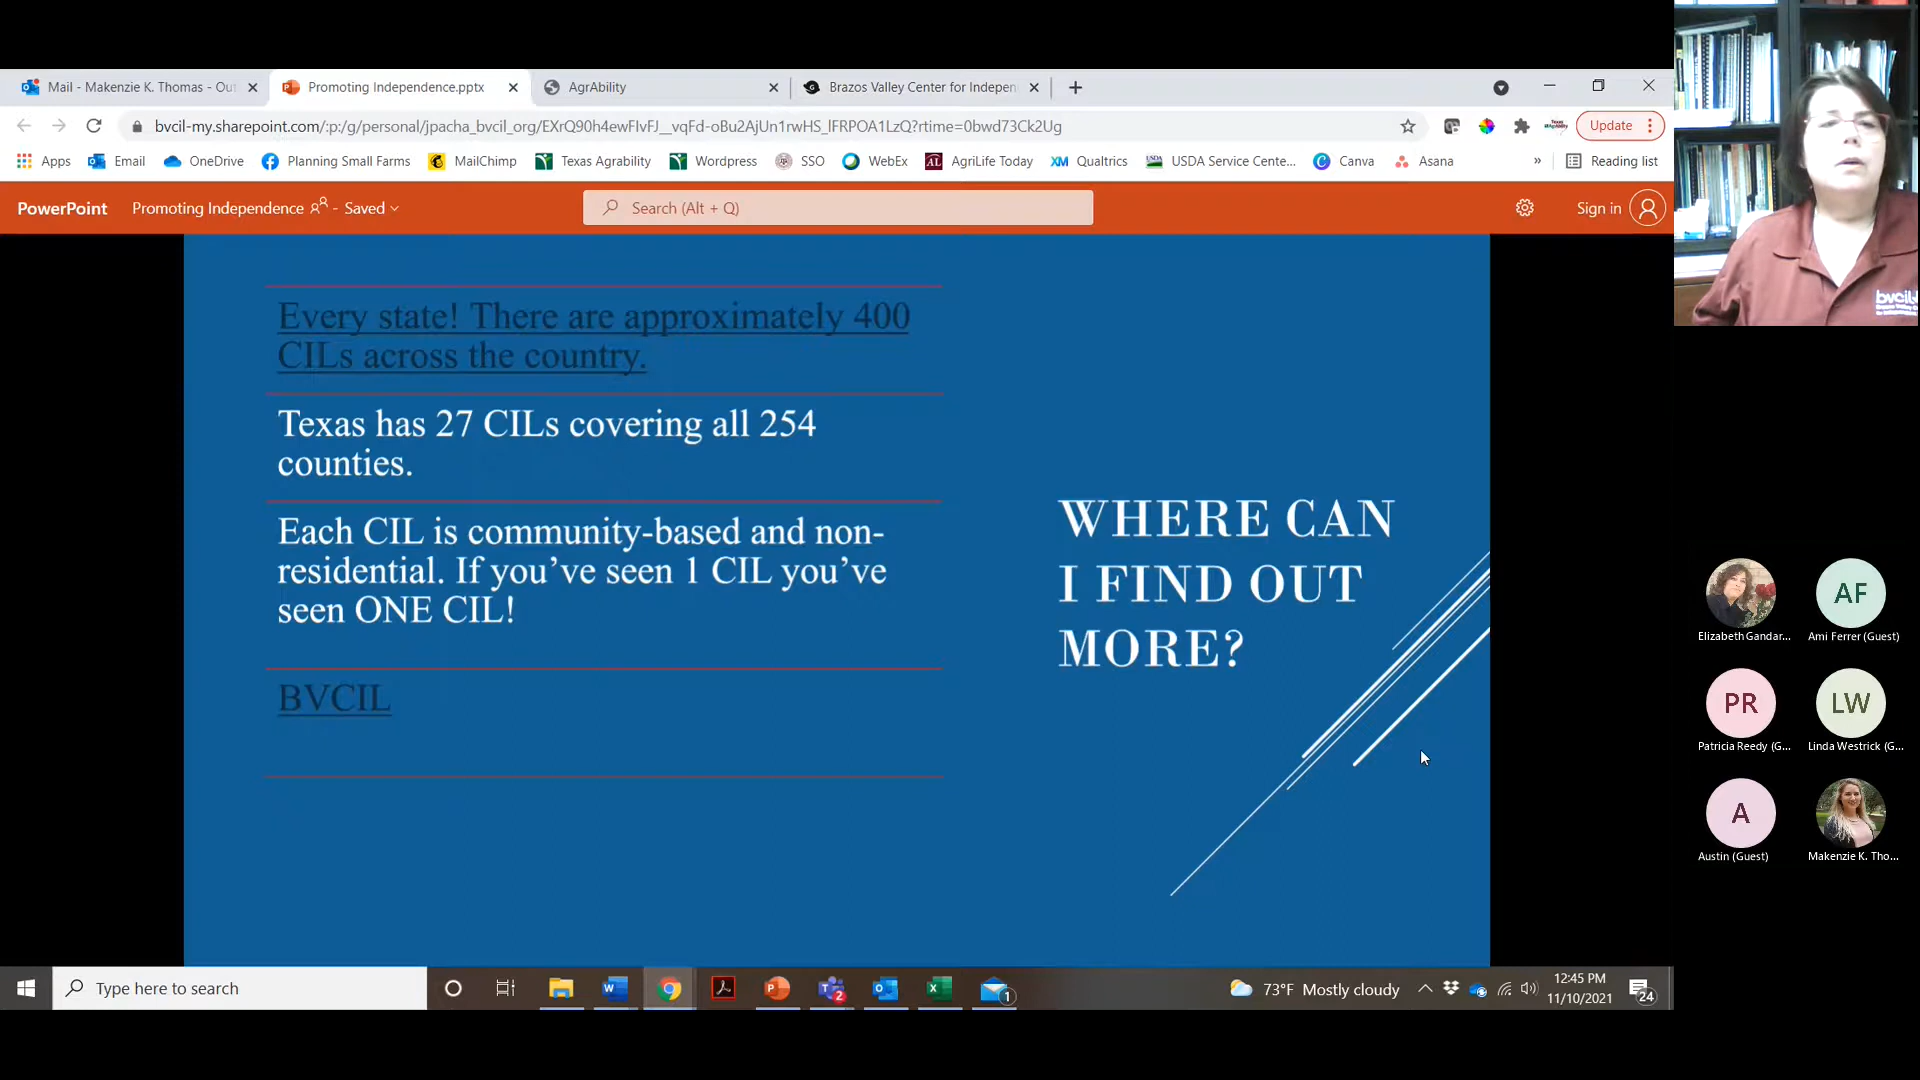 Mail - Makenzie K. Thomas - Out
Promoting Independence.pptx
AgrAbility
Brazos Valley Center for Indepen
bvcil-my.sharepoint.com/:p:/g/personal/jpacha_bvcil_org/EXrQ90h4ewFIvFJ__vqFd-oBu2AjUn1rwHS_lFRPOA1LzQ?rtime=0bwd73Ck2Ug
Update
Apps
Email
OneDrive
Planning Small Farms
MailChimp
Texas Agrability
Wordpress
SSO
WebEx
AgriLife Today
Qualtrics
USDA Service Cente...
Canva
Asana
»
Reading list
PowerPoint
Promoting Independence - Saved
Search (Alt + Q)
Sign in
bvcil
Every state! There are approximately 400
CILs across the country.
Texas has 27 CILs covering all 254
counties.
Each CIL is community-based and non-
residential. If you’ve seen 1 CIL you’ve
seen ONE CIL!
BVCIL
WHERE CAN
I FIND OUT
MORE?
Elizabeth Gandar...
AF
Ami Ferrer (Guest)
PR
Patricia Reedy (G...
LW
Linda Westrick (G...
A
Austin (Guest)
Makenzie K. Tho...
Type here to search
2
1
73°F Mostly cloudy
12:45 PM
11/10/2021
24